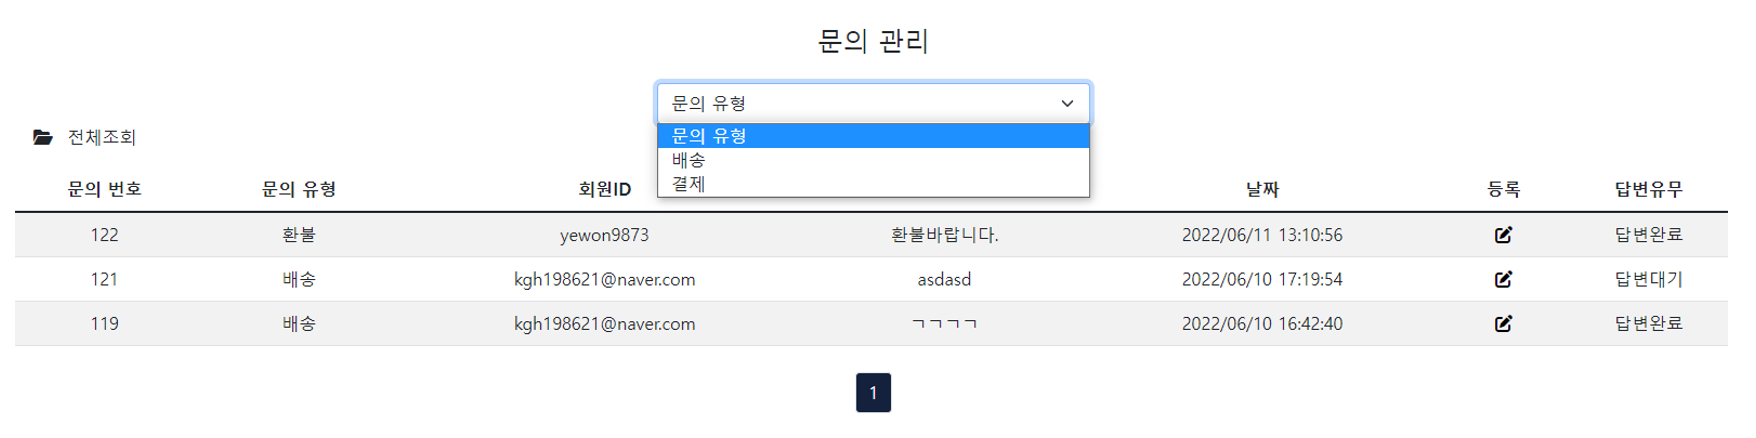 문의 관리
문의 유형
문의 유형
배송
결제
전체조회
문의 번호 문의 유형 회원ID 날짜 등록 답변유무
122 환불 yewon9873 환불바랍니다. 2022/06/11 13:10:56 답변완료
121 배송 kgh198621@naver.com asdasd 2022/06/10 17:19:54 답변대기
119 배송 kgh198621@naver.com ㄱㄱㄱㄱ 2022/06/10 16:42:40 답변완료
1